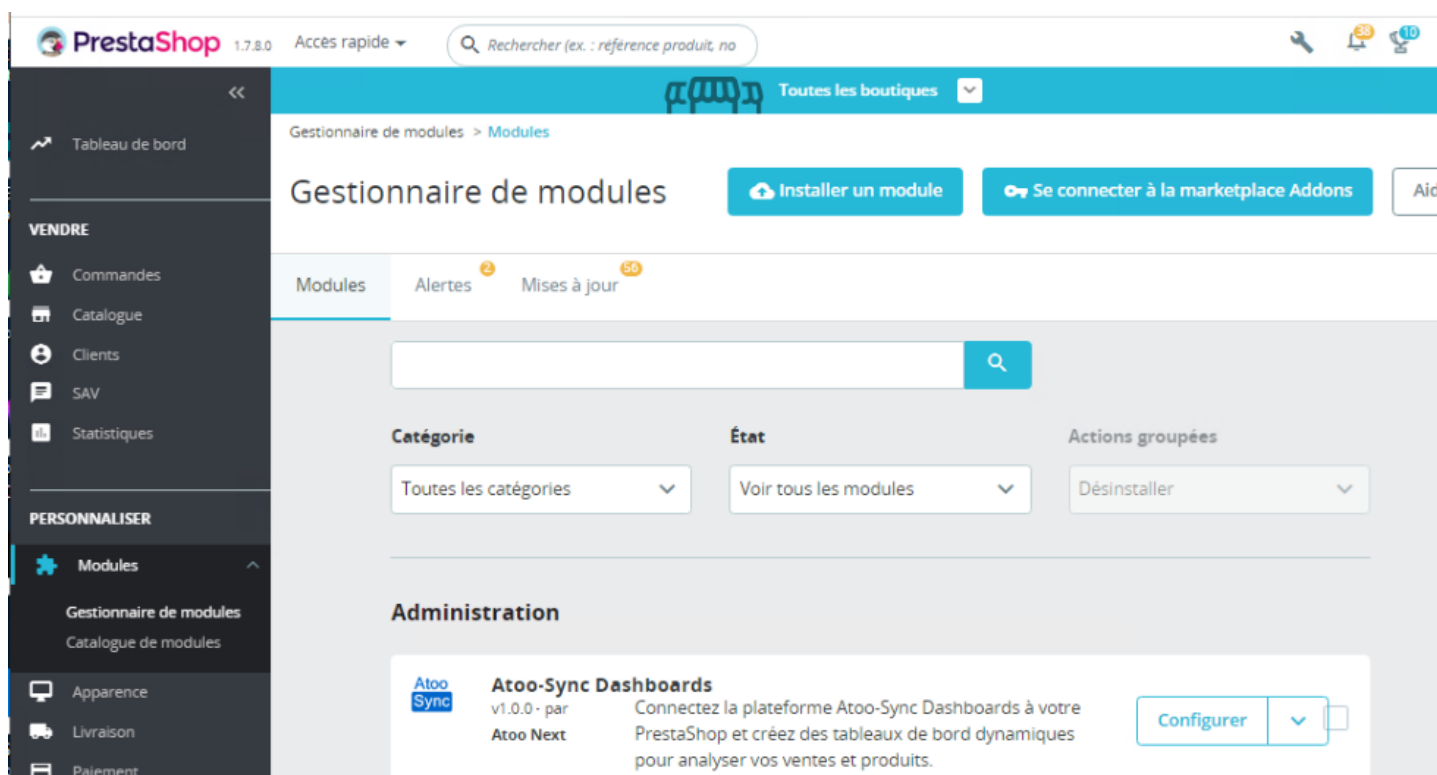 PrestaShop 1.7.8.0 Accès rapide Rechercher (ex. : référence produit, no 38 10
Toutes les boutiques
Gestionnaire de modules > Modules
Tableau de bord
Gestionnaire de modules Installer un module Se connecter à la marketplace Addons
VENDRE
Commandes
Catalogue
Clients
SAV
Statistiques
Modules Alertes 2 Mises à jour 56
Catégorie État Actions groupées
Toutes les catégories Voir tous les modules Désinstaller
PERSONNALISER
Modules
Gestionnaire de modules
Catalogue de modules
Apparence
Livraison
Paiement
Administration
Atoo
Sync
Atoo-Sync Dashboards
v1.0.0 - par
Atoo Next
Connectez la plateforme Atoo-Sync Dashboards à votre
PrestaShop et créez des tableaux de bord dynamiques
pour analyser vos ventes et produits.
Configurer